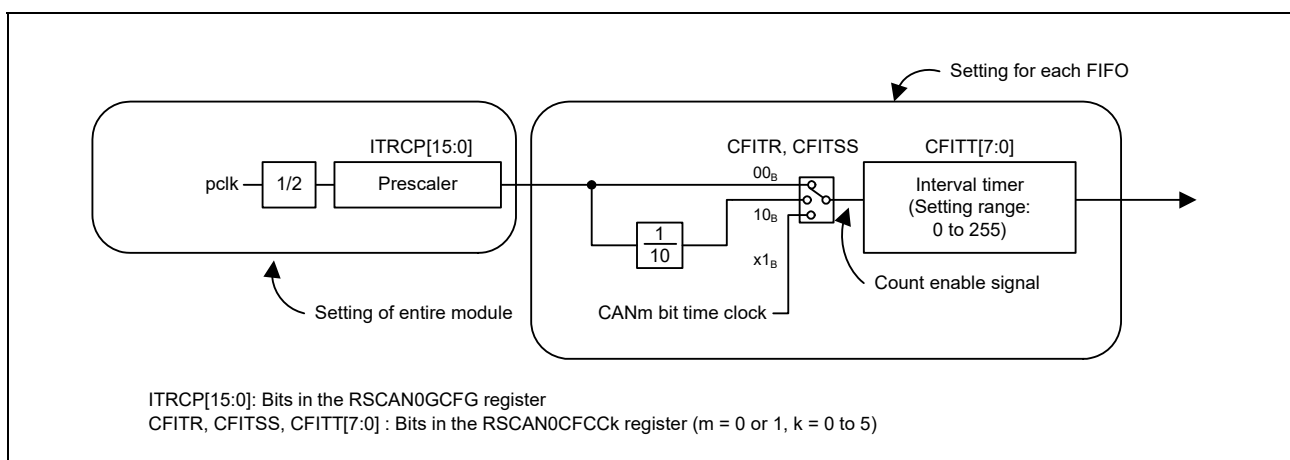 Setting for each FIFO
ITRCP[15:0]
CFITR, CFITSS
CFITT[7:0]
pclk
1/2
Prescaler
00B
Interval timer
(Setting range:
0 to 255)
10B
1
10
x1B
Count enable signal
Setting of entire module
CANm bit time clock
ITRCP[15:0]: Bits in the RSCAN0GCFG register
CFITR, CFITSS, CFITT[7:0] : Bits in the RSCAN0CFCCk register (m = 0 or 1, k = 0 to 5)